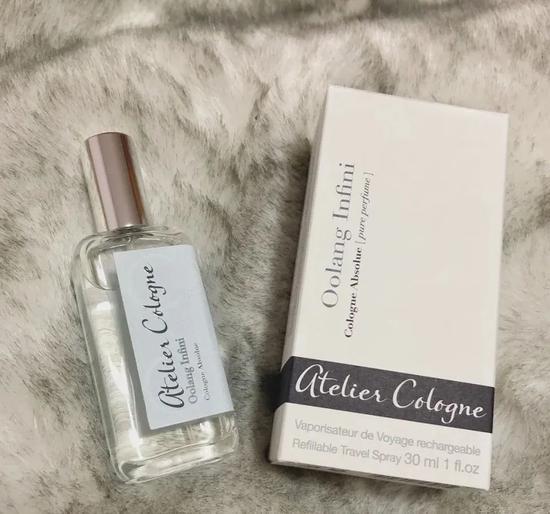 Atelier Cologne
Oolang Infini
Cologne Absolue
Oolang Infini
Cologne Absolue [pure perfume]
Atelier Cologne
Vaporisateur de Voyage rechargeable
Refillable Travel Spray 30 ml 1 fl.oz